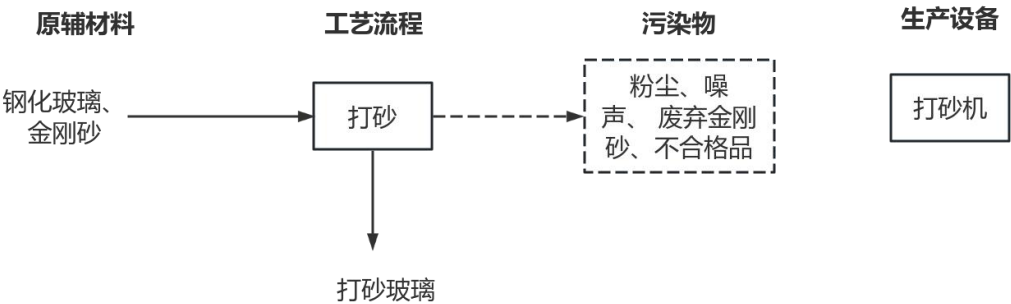 原辅材料
工艺流程
污染物
生产设备
钢化玻璃、
金刚砂
打砂
粉尘、噪
声、 废弃金刚
砂、不合格品
打砂机
打砂玻璃